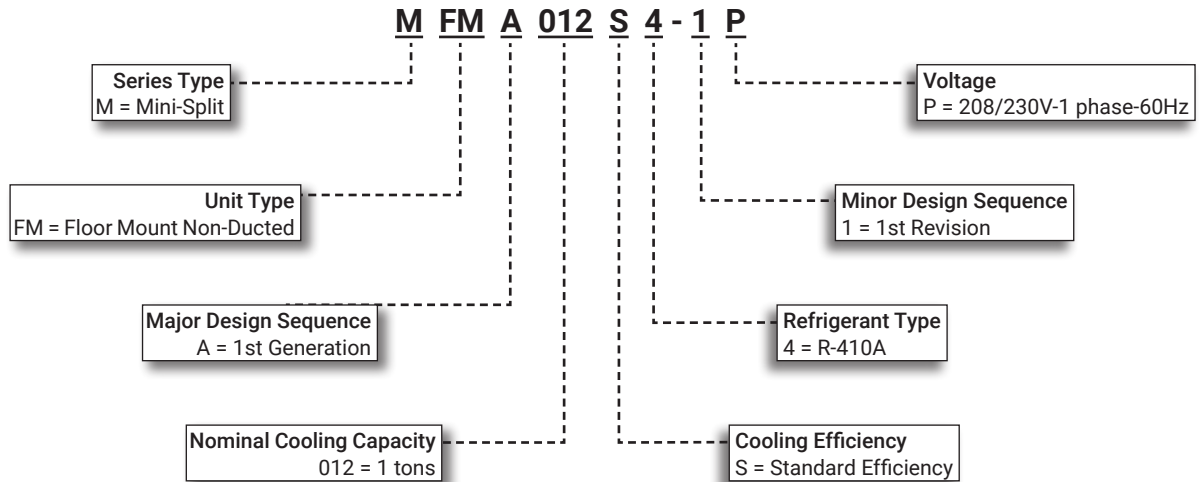 M FM A 012 S 4 - 1 P
Series Type
M = Mini-Split
Voltage
P = 208/230V-1 phase-60Hz
Unit Type
FM = Floor Mount Non-Ducted
Minor Design Sequence
1 = 1st Revision
Major Design Sequence
A = 1st Generation
Refrigerant Type
4 = R-410A
Nominal Cooling Capacity
012 = 1 tons
Cooling Efficiency
S = Standard Efficiency